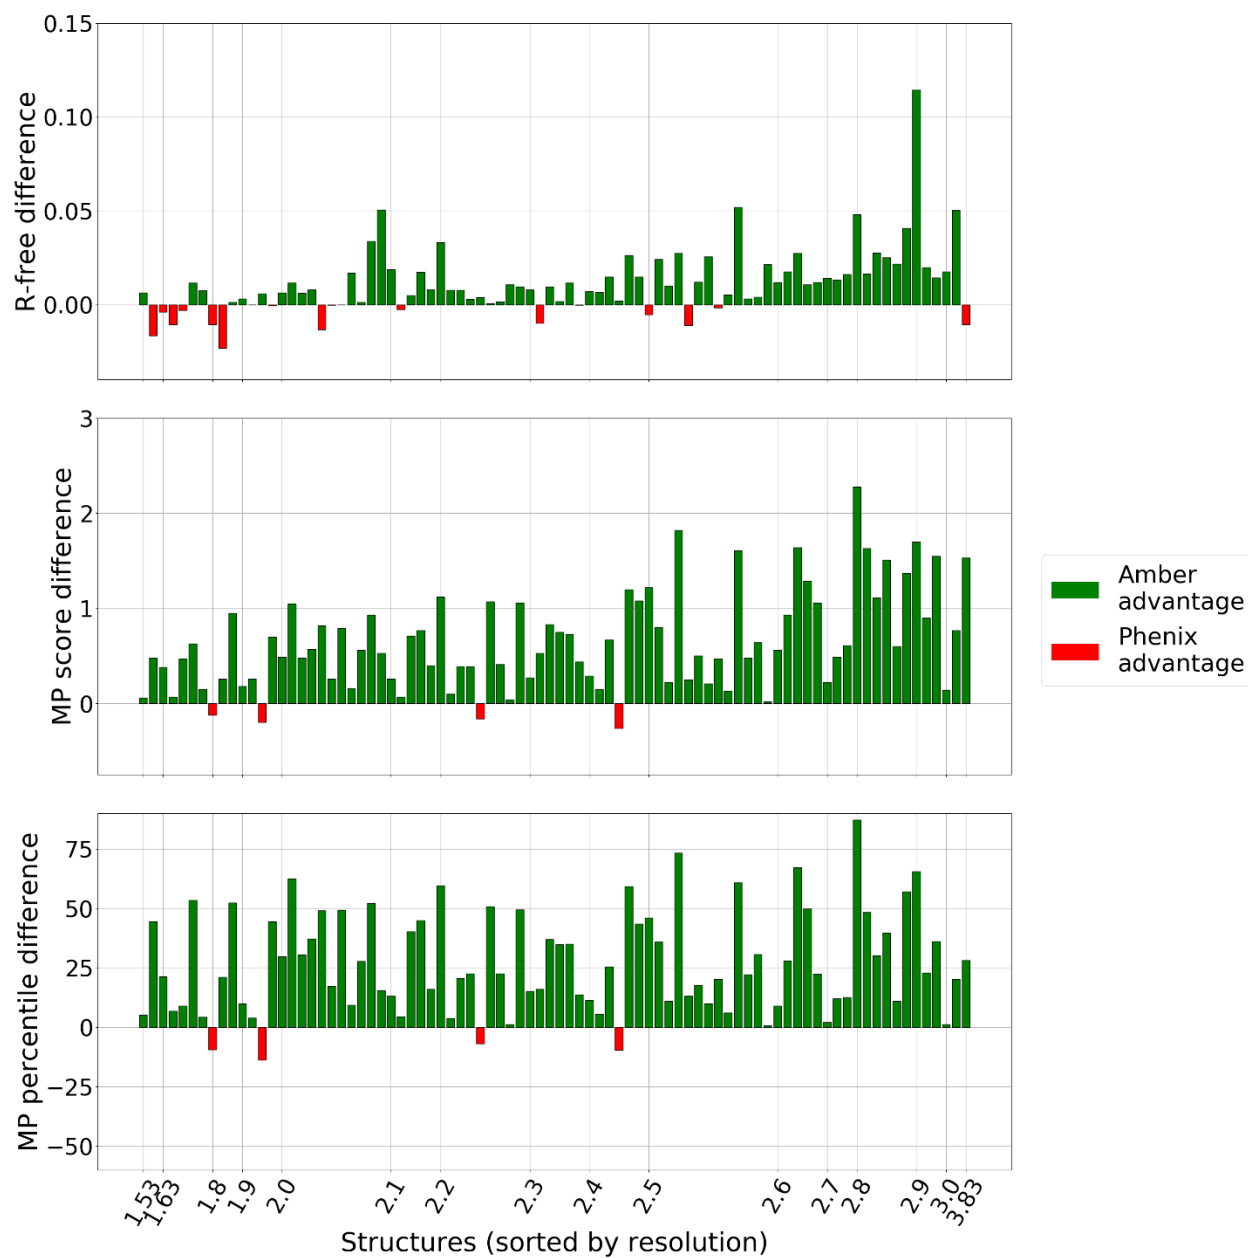 R-free difference
0.15
0.10
0.05
0.00
MP score difference
3
2
1
0
Amber
advantage
Phenix
advantage
MP percentile difference
75
50
25
0
−25
−50
1.53 1.63 1.8 1.9 2.0 2.1 2.2 2.3 2.4 2.5 2.6 2.7 2.8 2.9 3.0 3.83
Structures (sorted by resolution)